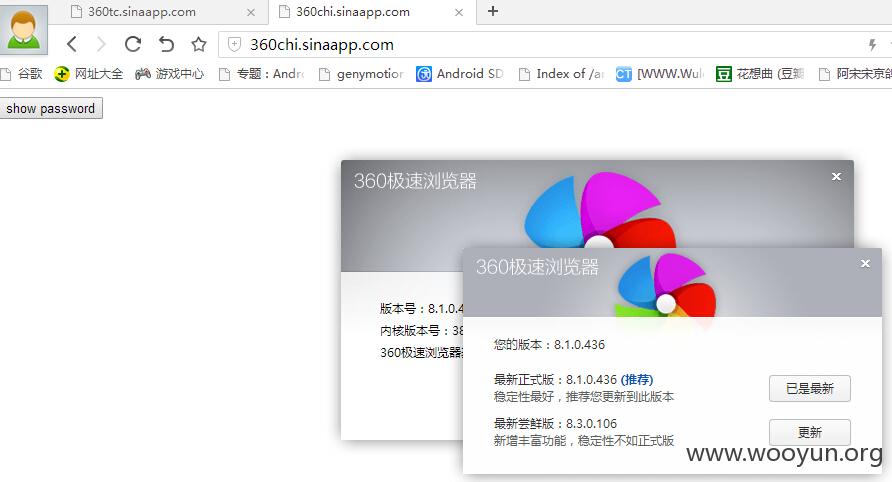 360tc.sinaapp.com
360chi.sinaapp.com
360chi.sinaapp.com
谷歌 网址大全 游戏中心 专题：Andr genymotion Android SD Index of /a [WWW.Wul 花想曲 (豆瓣 阿宋宋京
show password
360极速浏览器
版本号：8.1.0.4
内核版本号：38
360极速浏览器
360极速浏览器
您的版本：8.1.0.436
最新正式版：8.1.0.436 (推荐)
稳定性最好，推荐您更新到此版本
已是最新
最新尝鲜版：8.3.0.106
新增丰富功能，稳定性不如正式版
更新
www.wooyun.org